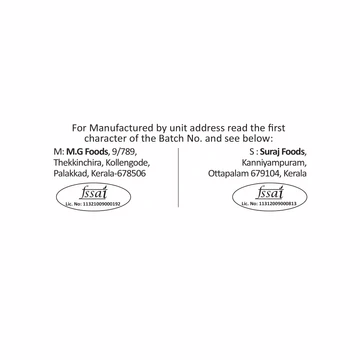 For Manufactured by unit address read the first
character of the Batch No. and see below:
M: M.G Foods, 9/789,
Thekkinchira, Kollengode,
Palakkad, Kerala-678506
fssai
Lic. No: 11321009000192
S : Suraj Foods,
Kanniyampuram,
Ottapalam 679104, Kerala
fssai
Lic. No: 11312009000813